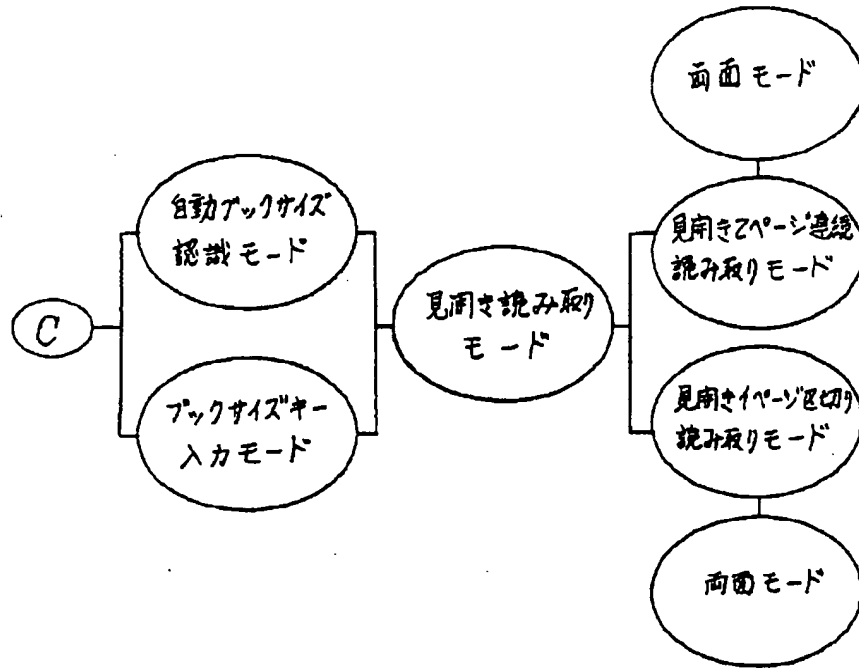 両面モード
自動ブックサイズ
認識モード
見開き2ページ連続
読み取りモード
C
見開き読み取り
モード
ブックサイズキー
入力モード
見開き1ページ区切り
読み取りモード
両面モード